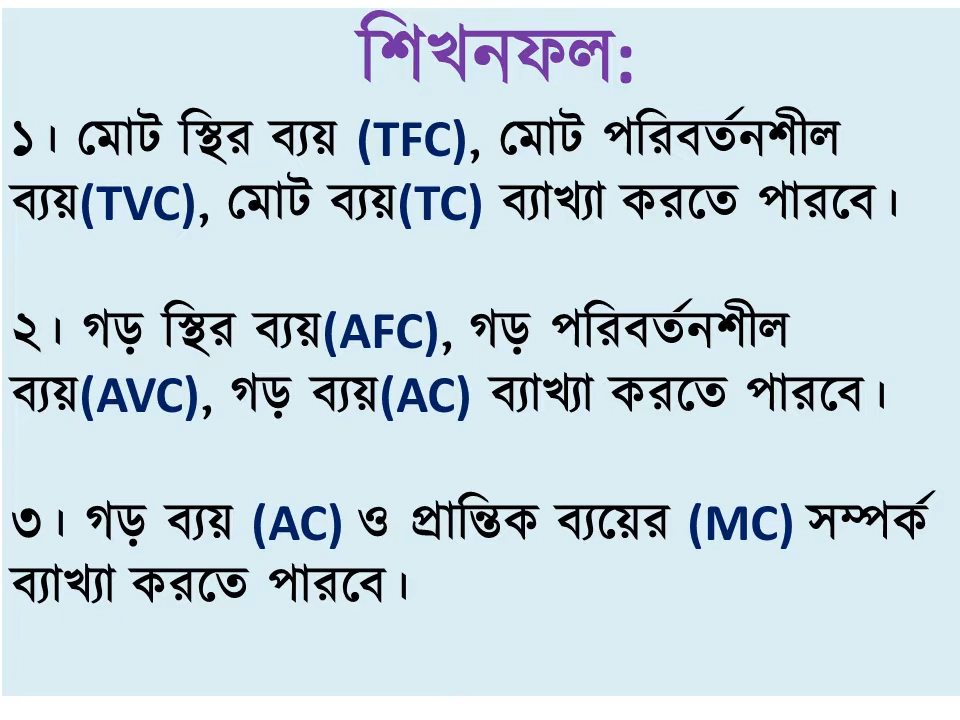 শিখনফল:
১। মোট স্থির ব্যয় (TFC), মোট পরিবর্তনশীল
ব্যয়(TVC), মোট ব্যয়(TC) ব্যাখ্যা করতে পারবে।
২। গড় স্থির ব্যয়(AFC), গড় পরিবর্তনশীল
ব্যয়(AVC), গড় ব্যয়(AC) ব্যাখ্যা করতে পারবে।
৩। গড় ব্যয় (AC) ও প্রান্তিক ব্যয়ের (MC) সম্পর্ক
ব্যাখ্যা করতে পারবে।